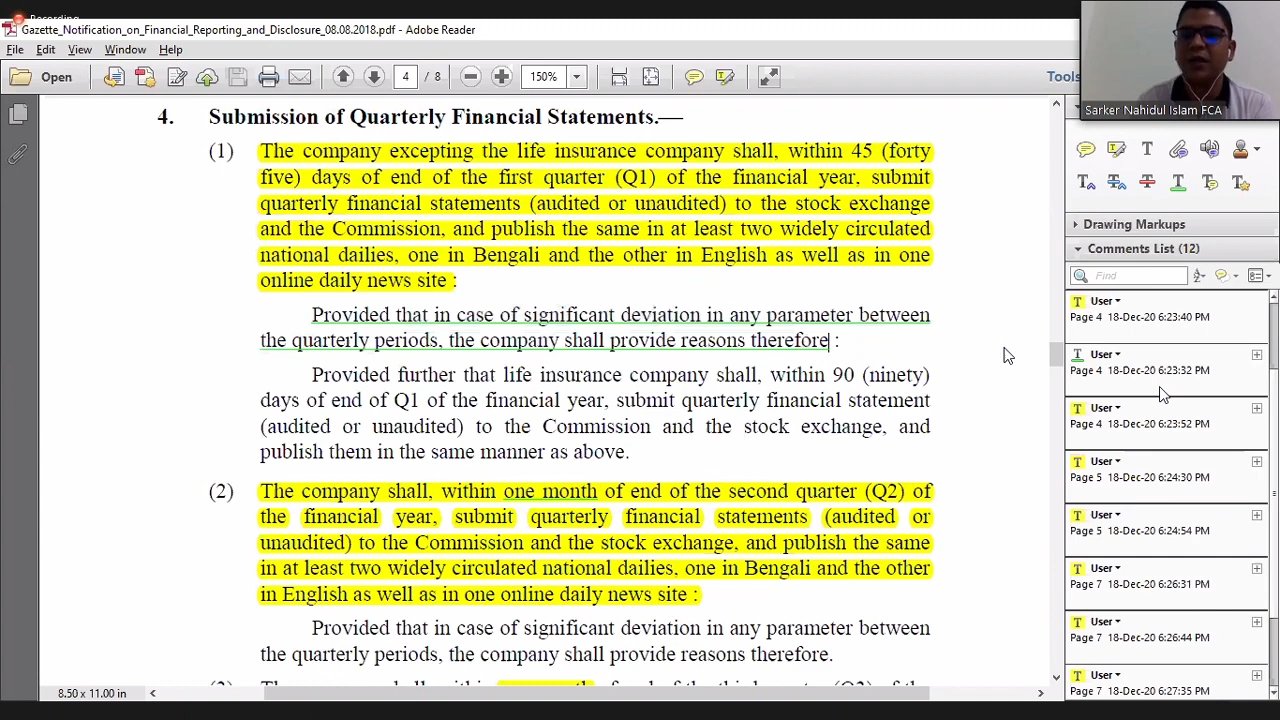 Recording
Gazette_Notification_on_Financial_Reporting_and_Disclosure_08.08.2018.pdf - Adobe Reader
File Edit View Window Help
Open 4 / 8 150% Tools
Sarker Nahidul Islam FCA
4. Submission of Quarterly Financial Statements.—
(1) The company excepting the life insurance company shall, within 45 (forty
five) days of end of the first quarter (Q1) of the financial year, submit
quarterly financial statements (audited or unaudited) to the stock exchange
and the Commission, and publish the same in at least two widely circulated
national dailies, one in Bengali and the other in English as well as in one
online daily news site :
Provided that in case of significant deviation in any parameter between
the quarterly periods, the company shall provide reasons therefore :
Provided further that life insurance company shall, within 90 (ninety)
days of end of Q1 of the financial year, submit quarterly financial statement
(audited or unaudited) to the Commission and the stock exchange, and
publish them in the same manner as above.
(2) The company shall, within one month of end of the second quarter (Q2) of
the financial year, submit quarterly financial statements (audited or
unaudited) to the Commission and the stock exchange, and publish the same
in at least two widely circulated national dailies, one in Bengali and the other
in English as well as in one online daily news site :
Provided that in case of significant deviation in any parameter between
the quarterly periods, the company shall provide reasons therefore.
8.50 x 11.00 in
Drawing Markups
Comments List (12)
Find
User
Page 4 18-Dec-20 6:23:40 PM
User
Page 4 18-Dec-20 6:23:32 PM
User
Page 4 18-Dec-20 6:23:52 PM
User
Page 5 18-Dec-20 6:24:30 PM
User
Page 5 18-Dec-20 6:24:54 PM
User
Page 7 18-Dec-20 6:26:31 PM
User
Page 7 18-Dec-20 6:26:44 PM
User
Page 7 18-Dec-20 6:27:35 PM